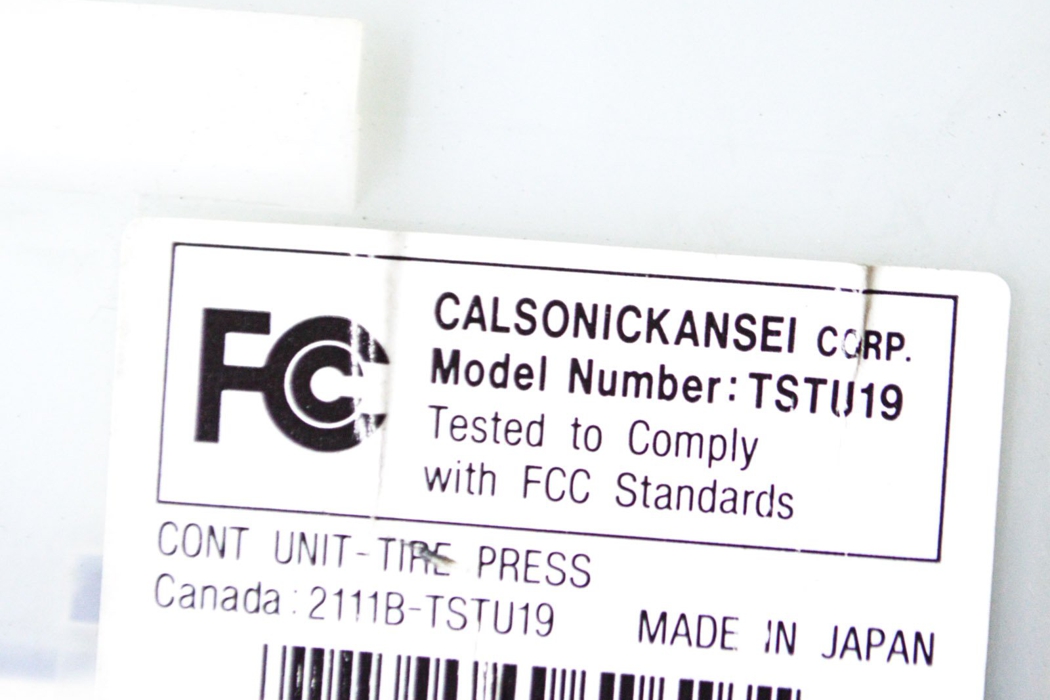 FC
CALSONICKANSEI CORP.
Model Number: TSTU19
Tested to Comply
with FCC Standards
CONT UNIT-TIRE PRESS
Canada: 2111B-TSTU19
MADE IN JAPAN